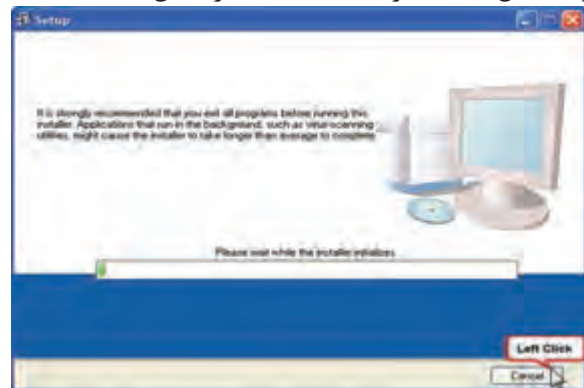 Setup
It is strongly recommended that you exit all programs before running this
installer. Applications that run in the background, such as virus-scanning
utilities, might cause the installer to take longer than average to complete.
Please wait while the installer initializes.
Left Click
Cancel